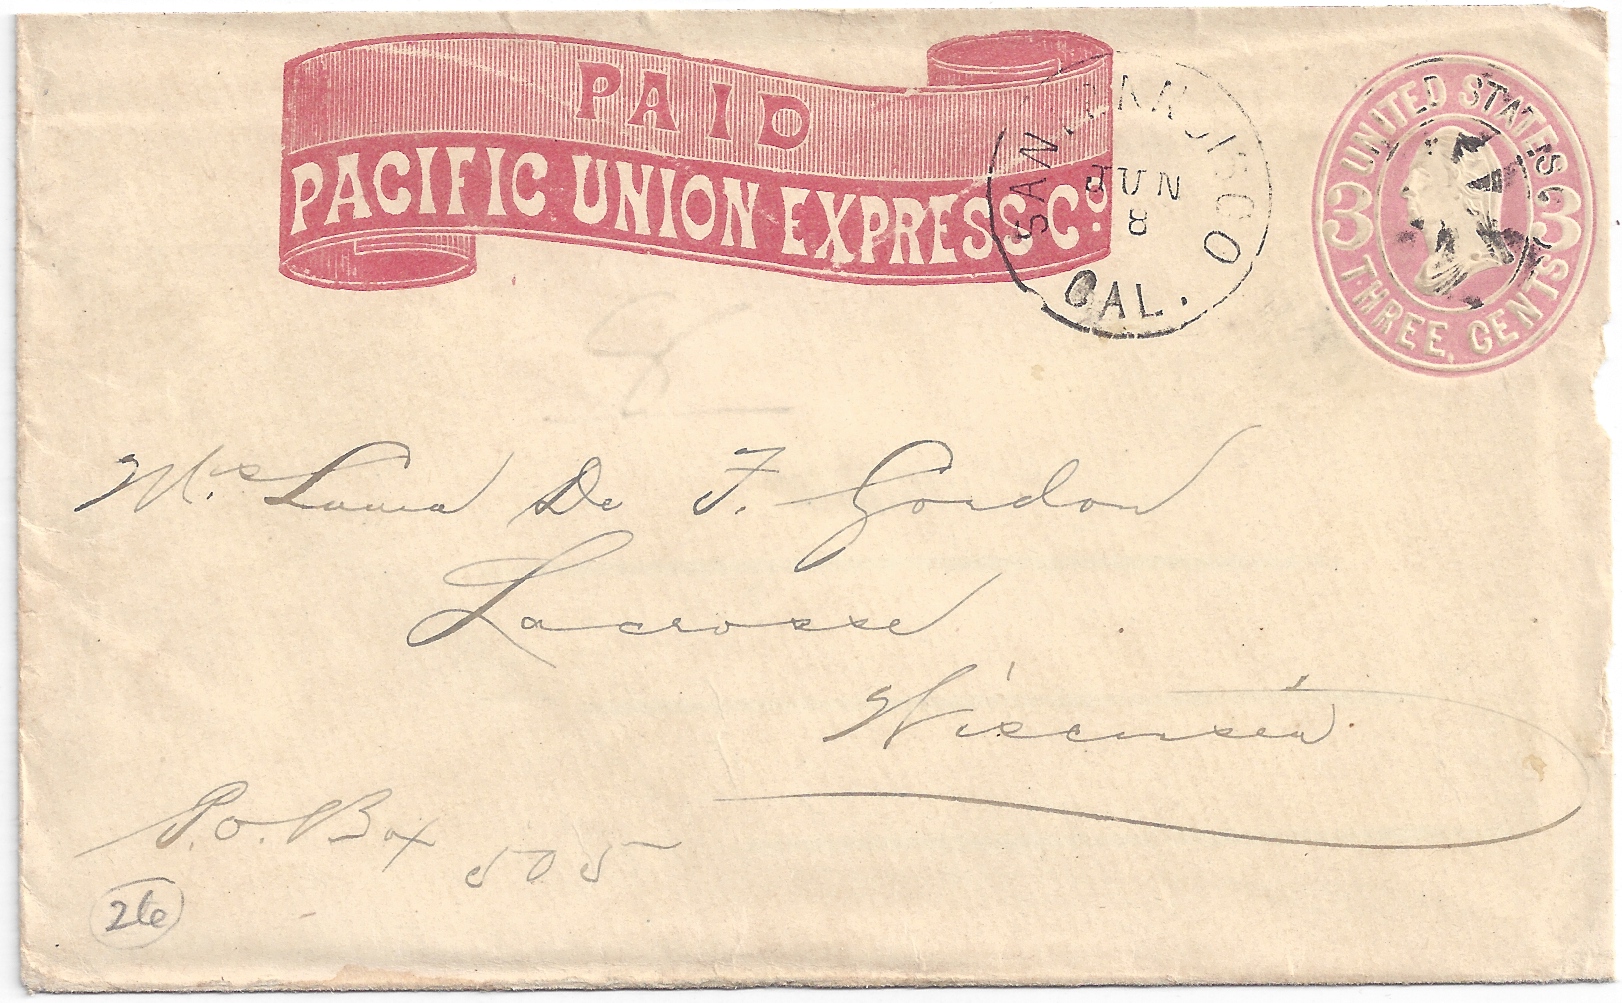 PAID
PACIFIC UNION EXPRESS Co.
SAN FRANCISCO
JUN
8
CAL.
UNITED STATES
3 3
THREE CENTS
Mrs Laura De F. Gordon
Lacrosse
Wisconsin
P.O. Box 505
26